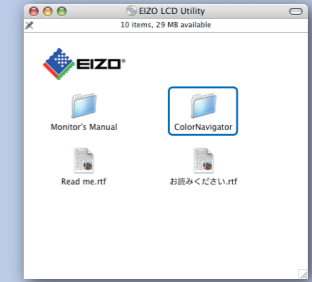 EIZO LCD Utility
10 items, 29 MB available
EIZO
Monitor's Manual
ColorNavigator
Read me.rtf
お読みください.rtf